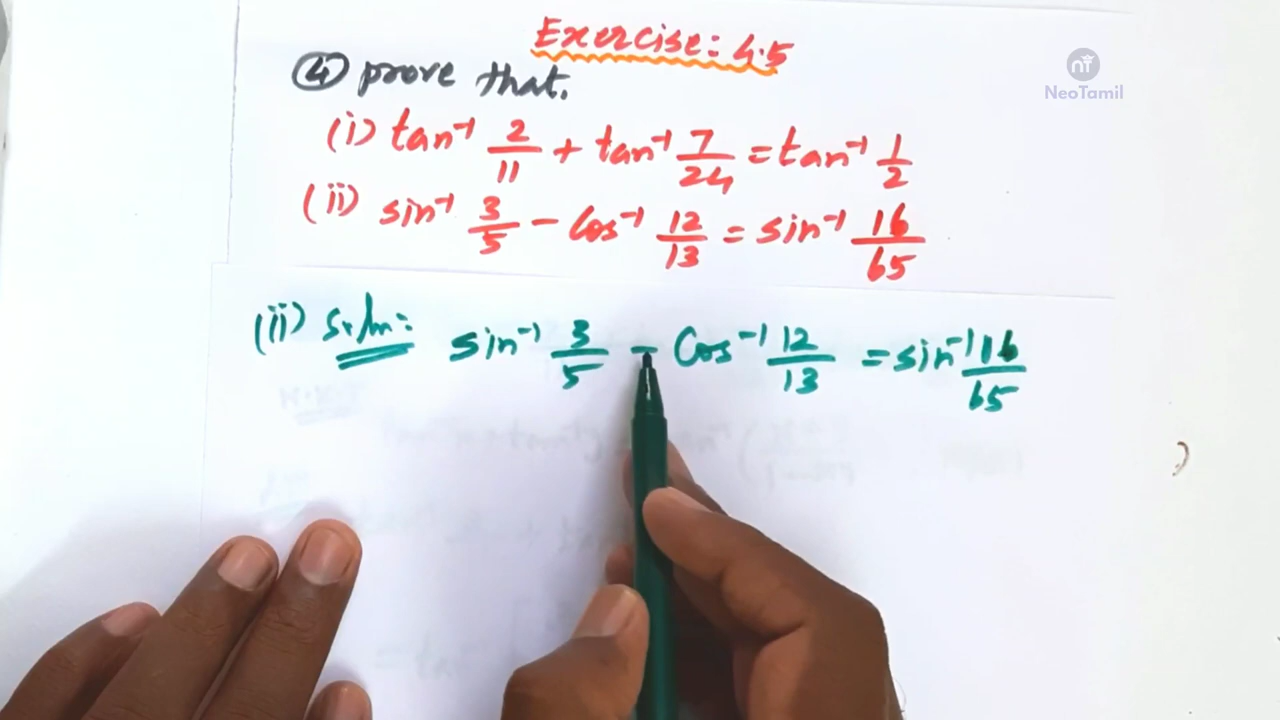 Exercise: 4.5
④ prove that.
NeoTamil
(i) tan⁻¹ 2/11 + tan⁻¹ 7/24 = tan⁻¹ 1/2
(ii) sin⁻¹ 3/5 − cos⁻¹ 12/13 = sin⁻¹ 16/65
(ii) Soln: sin⁻¹ 3/5 − Cos⁻¹ 12/13 = sin⁻¹ 16/65